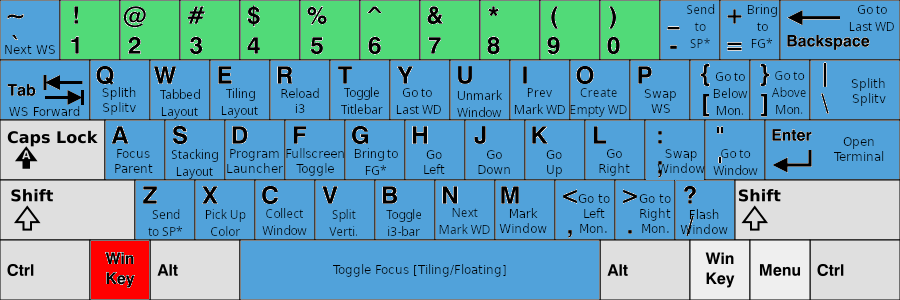 ~ ` Next WS
! 1
@ 2
# 3
$ 4
% 5
^ 6
& 7
* 8
( 9
) 0
_ - Send to SP*
+ = Bring to FG*
Backspace Go to Last WD
Tab WS Forward
Q Splith Splitv
W Tabbed Layout
E Tiling Layout
R Reload i3
T Toggle Titlebar
Y Go to Last WD
U Unmark Window
I Prev Mark WD
O Create Empty WD
P Swap WS
{ [ Go to Below Mon.
} ] Go to Above Mon.
| \ Splith Splitv
Caps Lock A
A Focus Parent
S Stacking Layout
D Program Launcher
F Fullscreen Toggle
G Bring to FG*
H Go Left
J Go Down
K Go Up
L Go Right
: ; Swap Window
" ' Go to Window
Enter Open Terminal
Shift
Z Send to SP*
X Pick Up Color
C Collect Window
V Split Verti.
B Toggle i3-bar
N Next Mark WD
M Mark Window
< , Go to Left Mon.
> . Go to Right Mon.
? / Flash Window
Shift
Ctrl
Win Key
Alt
Toggle Focus [Tiling/Floating]
Alt
Win Key
Menu
Ctrl